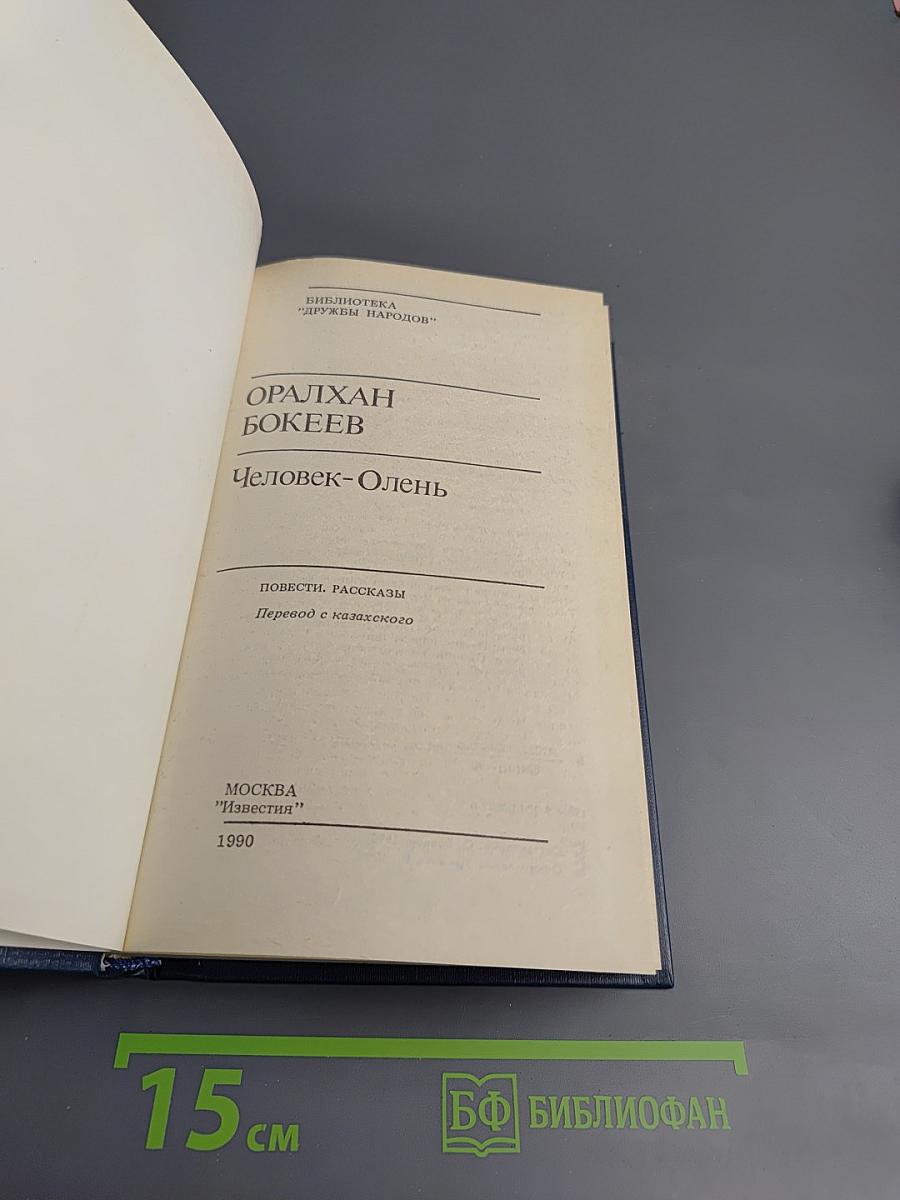 БИБЛИОТЕКА
"ДРУЖБЫ НАРОДОВ"
ОРАЛХАН
БОКЕЕВ
Человек-Олень
ПОВЕСТИ. РАССКАЗЫ
Перевод с казахского
МОСКВА
"Известия"
1990
15 см
БФ БИБЛИОФАН